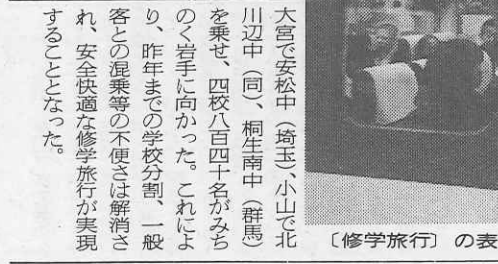 大宮で安松中（埼玉）、小山で北
川辺中（同）、桐生南中（群馬）
を乗せ、四校八百四十名がみち
のく岩手に向かった。これによ
り、昨年までの学校分割、一般
客との混乗等の不便さは解消さ
れ、安全快適な修学旅行が実現
することとなった。
〔修学旅行〕の表